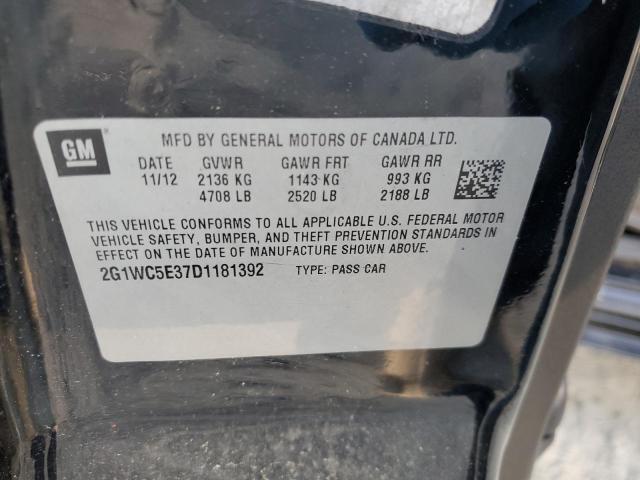 GM
MFD BY GENERAL MOTORS OF CANADA LTD.
DATE GVWR GAWR FRT GAWR RR
11/12 2136 KG 1143 KG 993 KG
4708 LB 2520 LB 2188 LB
THIS VEHICLE CONFORMS TO ALL APPLICABLE U.S. FEDERAL MOTOR
VEHICLE SAFETY, BUMPER, AND THEFT PREVENTION STANDARDS IN
EFFECT ON THE DATE OF MANUFACTURE SHOWN ABOVE.
2G1WC5E37D1181392 TYPE: PASS CAR